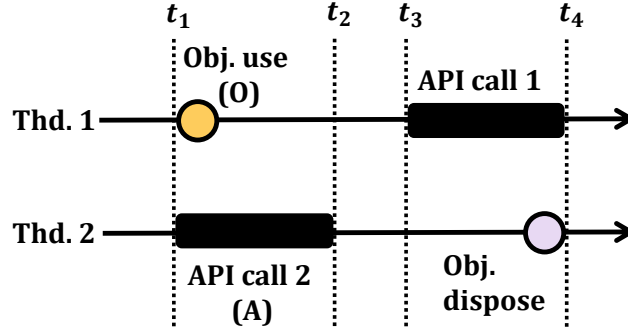 t1 t2 t3 t4
Obj. use
(O)
API call 1
Thd. 1
Thd. 2
API call 2
(A)
Obj.
dispose